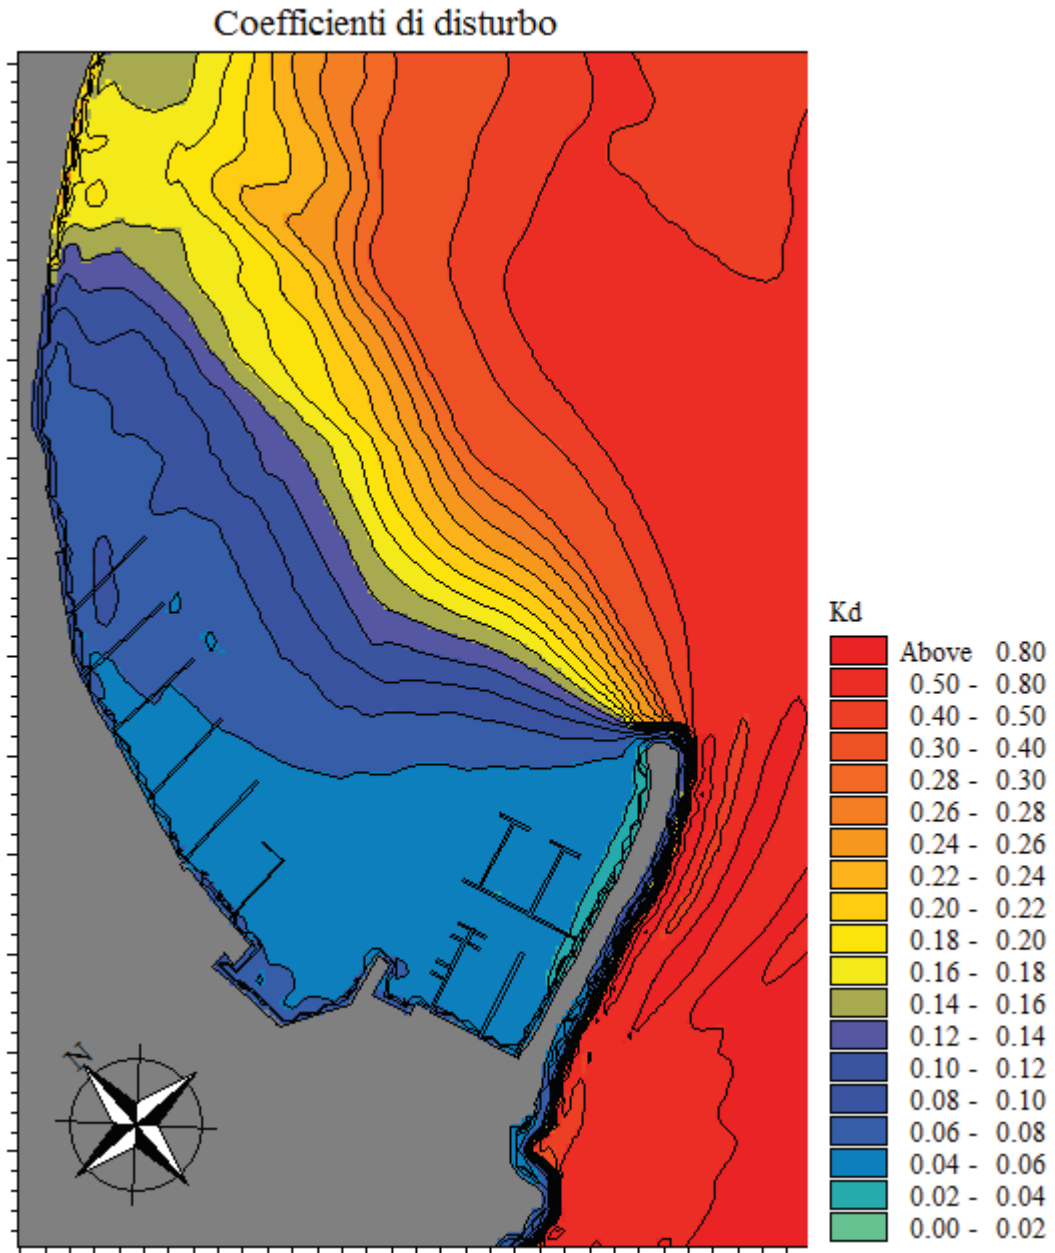 Coefficienti di disturbo
N
Kd
Above 0.80
0.50 - 0.80
0.40 - 0.50
0.30 - 0.40
0.28 - 0.30
0.26 - 0.28
0.24 - 0.26
0.22 - 0.24
0.20 - 0.22
0.18 - 0.20
0.16 - 0.18
0.14 - 0.16
0.12 - 0.14
0.10 - 0.12
0.08 - 0.10
0.06 - 0.08
0.04 - 0.06
0.02 - 0.04
0.00 - 0.02